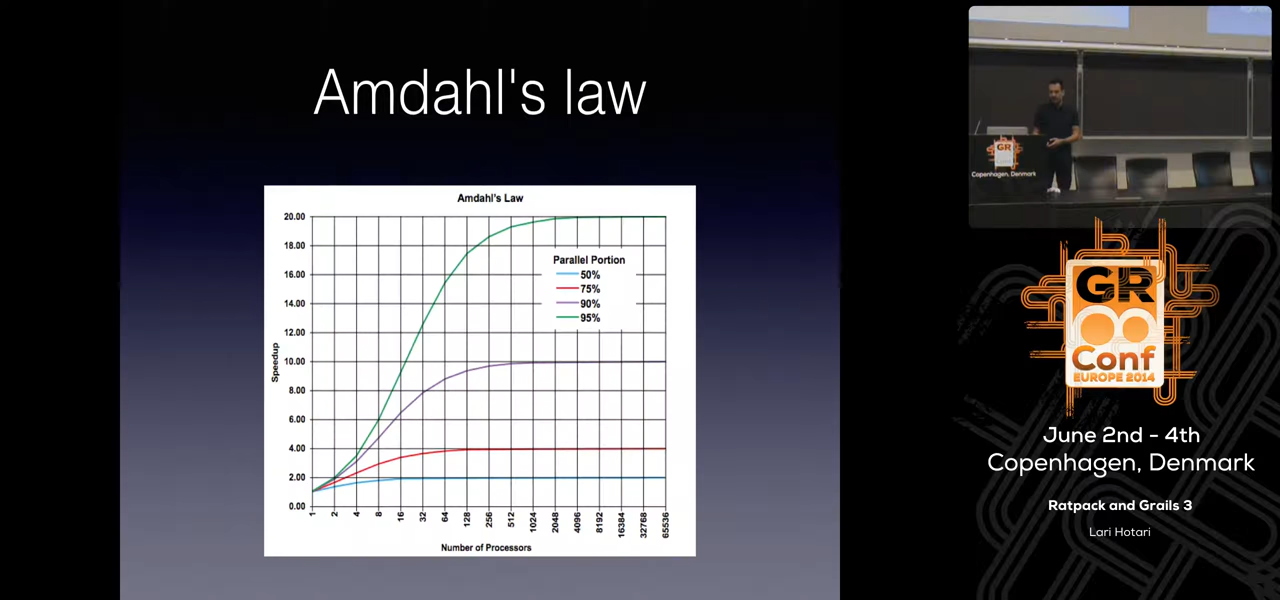 Amdahl's law
Amdahl's Law
20.00
18.00
16.00
14.00
12.00
10.00
8.00
6.00
4.00
2.00
0.00
Speedup
Parallel Portion
50%
75%
90%
95%
1
2
4
8
16
32
64
128
256
512
1024
2048
4096
8192
16384
32768
65536
Number of Processors
GR
Copenhagen, Denmark
GR
Conf
EUROPE 2014
June 2nd - 4th
Copenhagen, Denmark
Ratpack and Grails 3
Lari Hotari